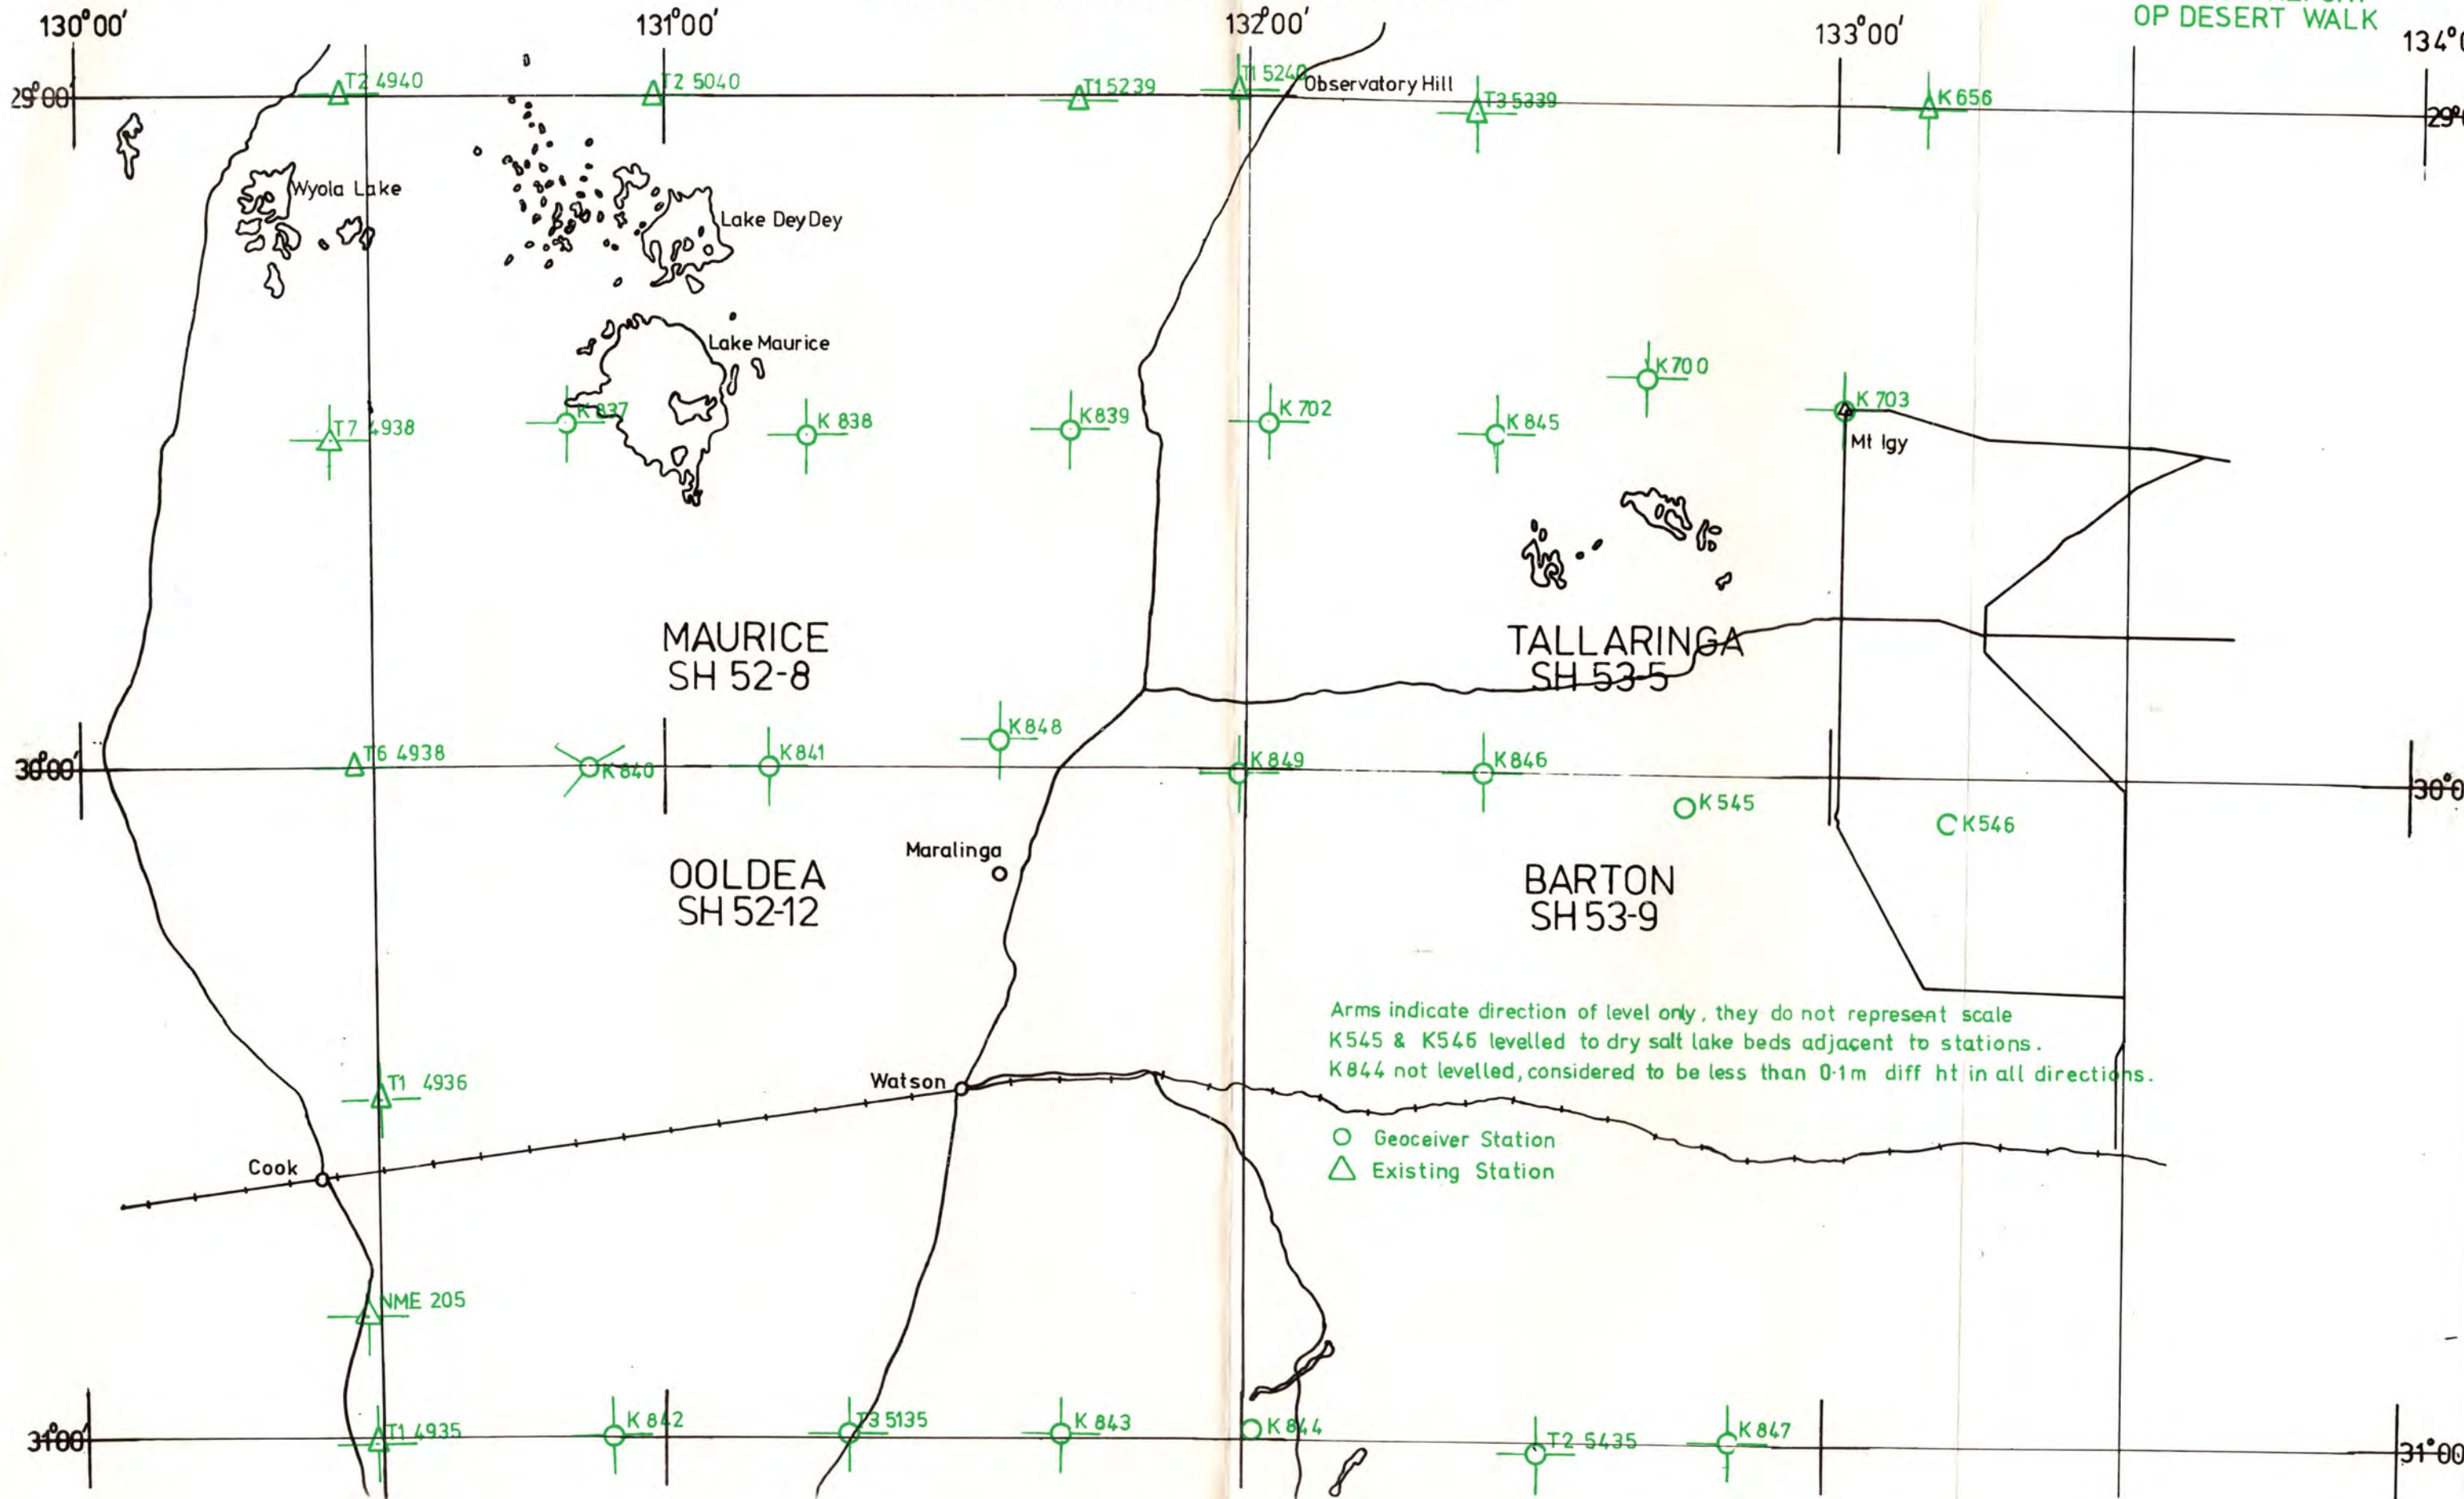 OP DESERT WALK
130°00'
131°00'
132°00'
133°00'
29°00'
T2 4940
T2 5040
T1 5239
T1 5240
Observatory Hill
T3 5339
K 656
Wyola Lake
Lake Dey Dey
Lake Maurice
K 700
T7 4938
K 837
K 838
K 839
K 702
K 845
K 703
Mt Igy
MAURICE
SH 52-8
TALLARINGA
SH 53-5
30°00'
T6 4938
K 840
K 841
K 848
K 849
K 846
K 545
K 546
Maralinga
OOLDEA
SH 52-12
BARTON
SH 53-9
Arms indicate direction of level only, they do not represent scale
K545 & K546 levelled to dry salt lake beds adjacent to stations.
K844 not levelled, considered to be less than 0·1m diff ht in all directions.
T1 4936
Watson
Cook
Geoceiver Station
Existing Station
NME 205
31°00'
T1 4935
K 842
T3 5135
K 843
K 844
T2 5435
K 847
31°00